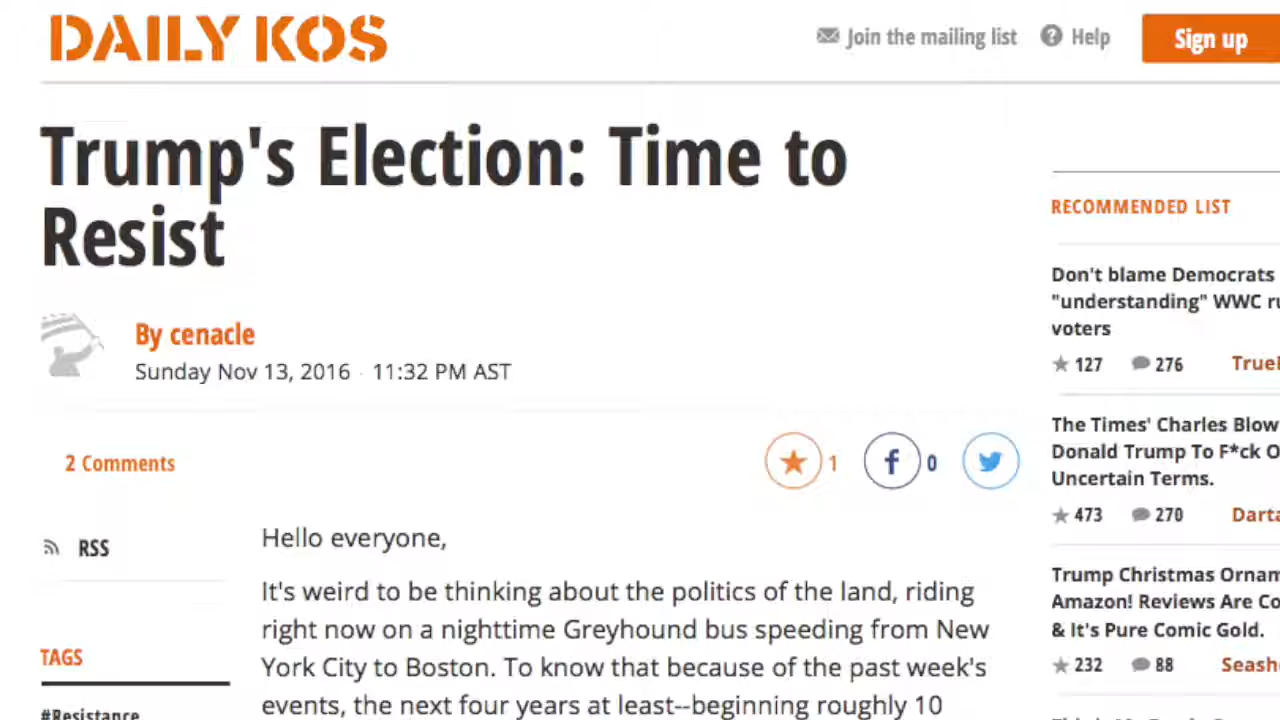 DAILY KOS
Join the mailing list
Help
Sign up
Trump's Election: Time to
Resist
By cenacle
Sunday Nov 13, 2016 · 11:32 PM AST
2 Comments
1
0
RSS
TAGS
#Resistance
Hello everyone,
It's weird to be thinking about the politics of the land, riding
right now on a nighttime Greyhound bus speeding from New
York City to Boston. To know that because of the past week's
events, the next four years at least--beginning roughly 10
RECOMMENDED LIST
Don't blame Democrats
"understanding" WWC ru
voters
127 276 TrueB
The Times' Charles Blow
Donald Trump To F*ck O
Uncertain Terms.
473 270 Darta
Trump Christmas Ornam
Amazon! Reviews Are Co
& It's Pure Comic Gold.
232 88 Seash